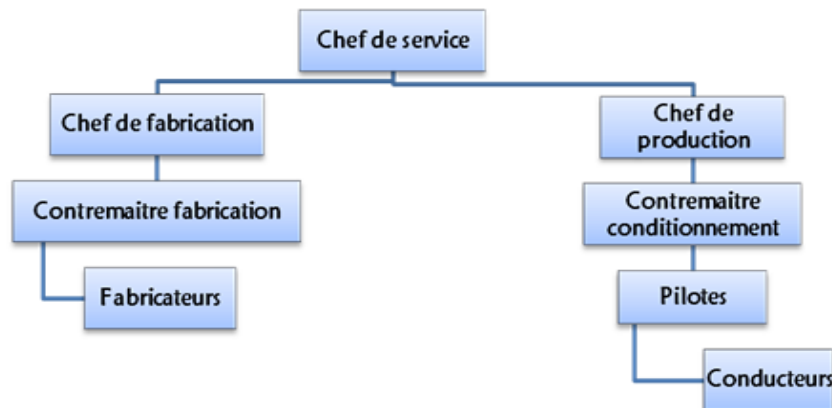 Chef de service
Chef de fabrication
Chef de
production
Contremaitre fabrication
Contremaitre
conditionnement
Fabricateurs
Pilotes
Conducteurs